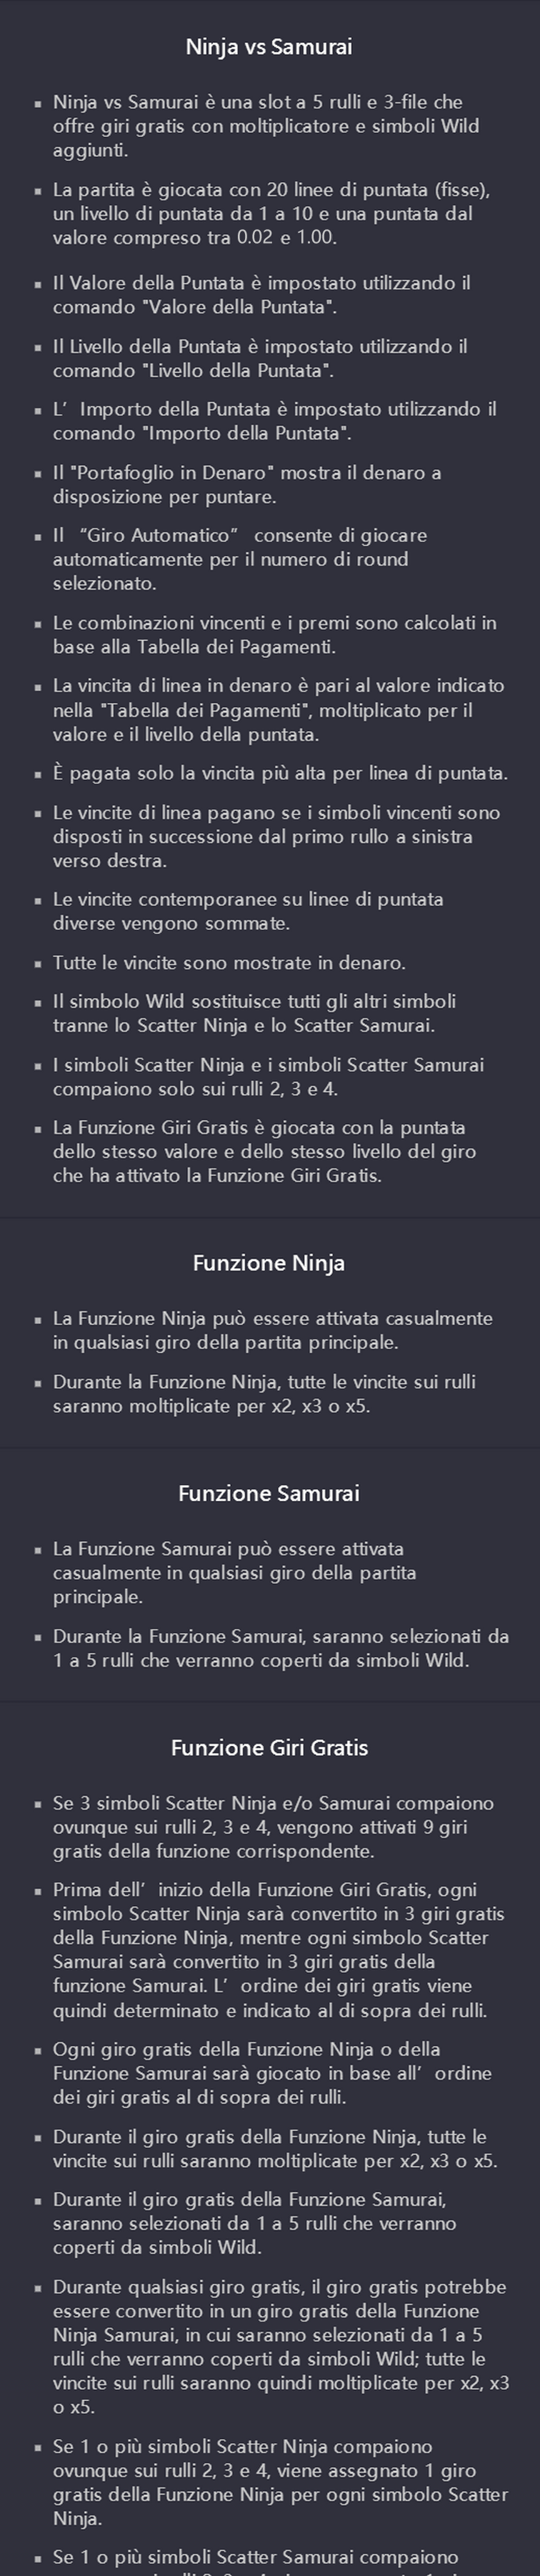 Ninja vs Samurai
Ninja vs Samurai è una slot a 5 rulli e 3-file che
offre giri gratis con moltiplicatore e simboli Wild
aggiunti.
La partita è giocata con 20 linee di puntata (fisse),
un livello di puntata da 1 a 10 e una puntata dal
valore compreso tra 0.02 e 1.00.
Il Valore della Puntata è impostato utilizzando il
comando "Valore della Puntata".
Il Livello della Puntata è impostato utilizzando il
comando "Livello della Puntata".
L’ Importo della Puntata è impostato utilizzando il
comando "Importo della Puntata".
Il "Portafoglio in Denaro" mostra il denaro a
disposizione per puntare.
Il “Giro Automatico” consente di giocare
automaticamente per il numero di round
selezionato.
Le combinazioni vincenti e i premi sono calcolati in
base alla Tabella dei Pagamenti.
La vincita di linea in denaro è pari al valore indicato
nella "Tabella dei Pagamenti", moltiplicato per il
valore e il livello della puntata.
È pagata solo la vincita più alta per linea di puntata.
Le vincite di linea pagano se i simboli vincenti sono
disposti in successione dal primo rullo a sinistra
verso destra.
Le vincite contemporanee su linee di puntata
diverse vengono sommate.
Tutte le vincite sono mostrate in denaro.
Il simbolo Wild sostituisce tutti gli altri simboli
tranne lo Scatter Ninja e lo Scatter Samurai.
I simboli Scatter Ninja e i simboli Scatter Samurai
compaiono solo sui rulli 2, 3 e 4.
La Funzione Giri Gratis è giocata con la puntata
dello stesso valore e dello stesso livello del giro
che ha attivato la Funzione Giri Gratis.
Funzione Ninja
La Funzione Ninja può essere attivata casualmente
in qualsiasi giro della partita principale.
Durante la Funzione Ninja, tutte le vincite sui rulli
saranno moltiplicate per x2, x3 o x5.
Funzione Samurai
La Funzione Samurai può essere attivata
casualmente in qualsiasi giro della partita
principale.
Durante la Funzione Samurai, saranno selezionati da
1 a 5 rulli che verranno coperti da simboli Wild.
Funzione Giri Gratis
Se 3 simboli Scatter Ninja e/o Samurai compaiono
ovunque sui rulli 2, 3 e 4, vengono attivati 9 giri
gratis della funzione corrispondente.
Prima dell’ inizio della Funzione Giri Gratis, ogni
simbolo Scatter Ninja sarà convertito in 3 giri gratis
della Funzione Ninja, mentre ogni simbolo Scatter
Samurai sarà convertito in 3 giri gratis della
funzione Samurai. L’ ordine dei giri gratis viene
quindi determinato e indicato al di sopra dei rulli.
Ogni giro gratis della Funzione Ninja o della
Funzione Samurai sarà giocato in base all’ ordine
dei giri gratis al di sopra dei rulli.
Durante il giro gratis della Funzione Ninja, tutte le
vincite sui rulli saranno moltiplicate per x2, x3 o x5.
Durante il giro gratis della Funzione Samurai,
saranno selezionati da 1 a 5 rulli che verranno
coperti da simboli Wild.
Durante qualsiasi giro gratis, il giro gratis potrebbe
essere convertito in un giro gratis della Funzione
Ninja Samurai, in cui saranno selezionati da 1 a 5
rulli che verranno coperti da simboli Wild; tutte le
vincite sui rulli saranno quindi moltiplicate per x2, x3
o x5.
Se 1 o più simboli Scatter Ninja compaiono
ovunque sui rulli 2, 3 e 4, viene assegnato 1 giro
gratis della Funzione Ninja per ogni simbolo Scatter
Ninja.
Se 1 o più simboli Scatter Samurai compaiono